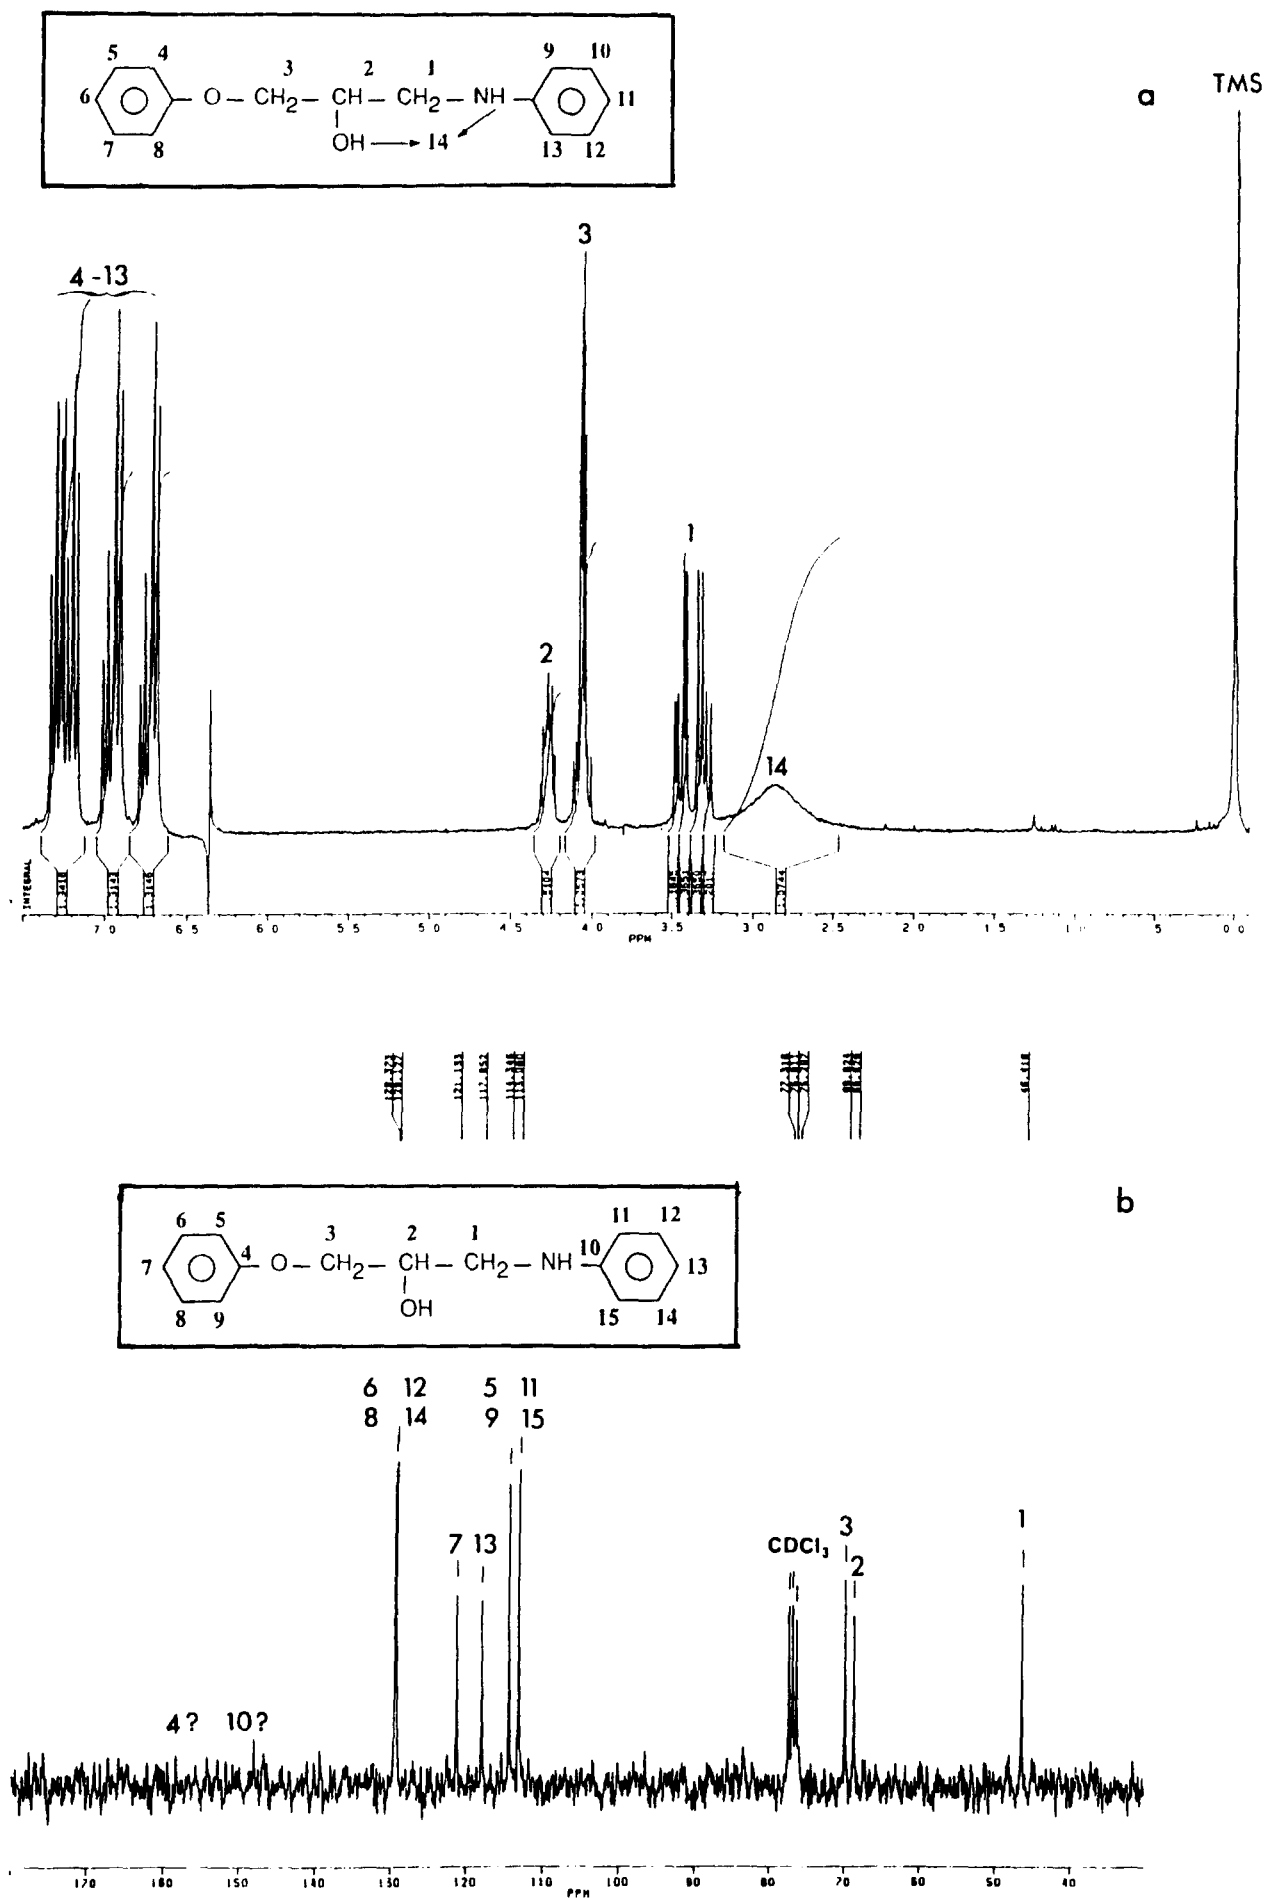 5 4 9 10
3 2 1
6 O – CH2 – CH – CH2 – NH 11
OH 14
7 8 13 12
a
TMS
3
4 -13
1
2
14
INTEGRAL
7.0 6.5 6.0 5.5 5.0 4.5 4.0 3.5 3.0 2.5 2.0 1.5 5 0.0
PPM
121.133 117.852 46.418
b
6 5 11 12
3 2 1
7 4 O – CH2 – CH – CH2 – NH 10 13
OH
8 9 15 14
6 12 5 11
8 14 9 15
7 13
CDCl3
3
2
1
4? 10?
170 160 150 140 130 120 110 100 90 80 70 60 50 40
PPM